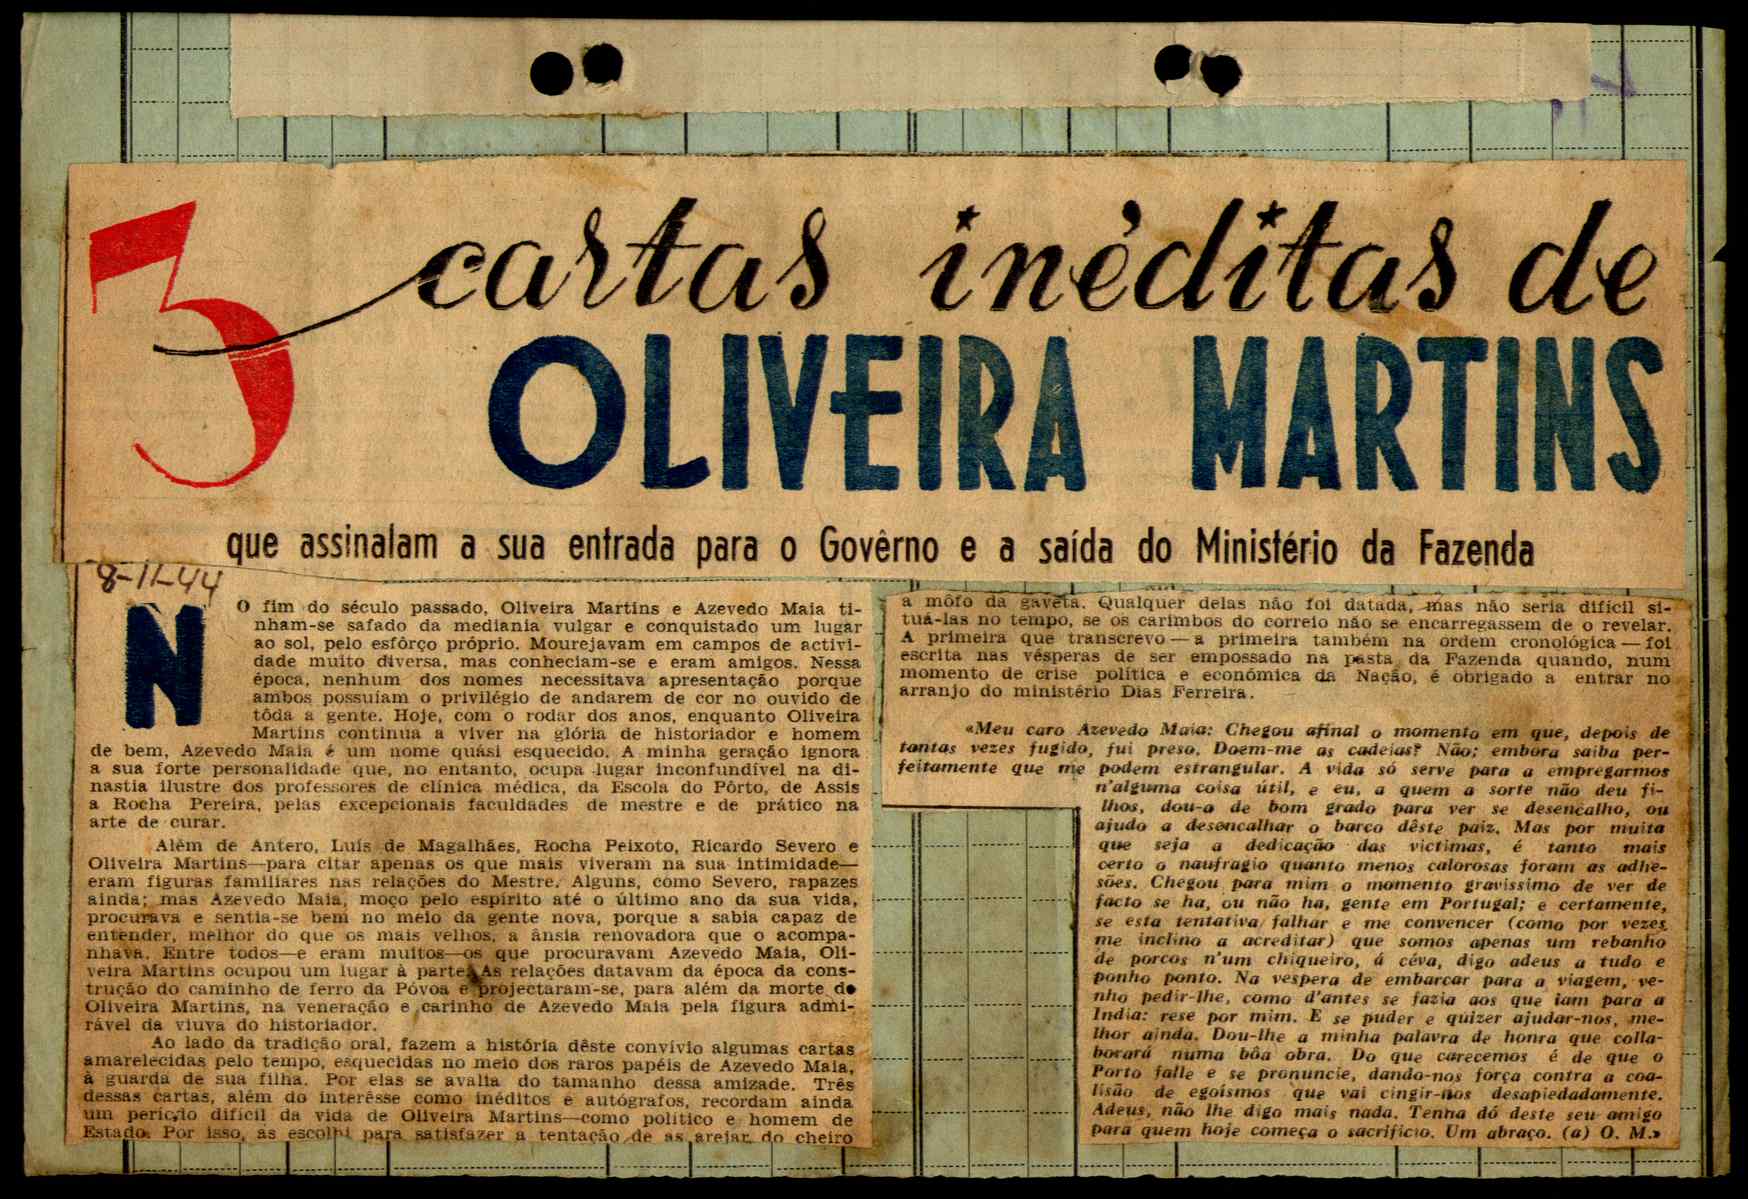 3 cartas inéditas de
OLIVEIRA MARTINS
que assinalam a sua entrada para o Govêrno e a saída do Ministério da Fazenda
8-11-44
NO fim do século passado, Oliveira Martins e Azevedo Maia ti-
nham-se safado da mediania vulgar e conquistado um lugar
ao sol, pelo esfôrço próprio. Mourejavam em campos de activi-
dade muito diversa, mas conheciam-se e eram amigos. Nessa
época, nenhum dos nomes necessitava apresentação porque
ambos possuíam o privilégio de andarem de cor no ouvido de
tôda a gente. Hoje, com o rodar dos anos, enquanto Oliveira
Martins continua a viver na glória de historiador e homem
de bem, Azevedo Maia é um nome quási esquecido. A minha geração ignora
a sua forte personalidade que, no entanto, ocupa lugar inconfundível na di-
nastia ilustre dos professores de clínica médica, da Escola do Pôrto, de Assis
a Rocha Pereira, pelas excepcionais faculdades de mestre e de prático na
arte de curar.
Além de Antero, Luís de Magalhães, Rocha Peixoto, Ricardo Severo e
Oliveira Martins—para citar apenas os que mais viveram na sua intimidade—
eram figuras familiares nas relações do Mestre. Alguns, como Severo, rapazes
ainda; mas Azevedo Maia, moço pelo espírito até o último ano da sua vida,
procurava e sentia-se bem no meio da gente nova, porque a sabia capaz de
entender, melhor do que os mais velhos, a ânsia renovadora que o acompa-
nhava. Entre todos—e eram muitos—os que procuravam Azevedo Maia, Oli-
veira Martins ocupou um lugar à parte. As relações datavam da época da cons-
trução do caminho de ferro da Póvoa e projectaram-se, para além da morte de
Oliveira Martins, na veneração e carinho de Azevedo Maia pela figura admi-
rável da viuva do historiador.
Ao lado da tradição oral, fazem a história dêste convívio algumas cartas
amarelecidas pelo tempo, esquecidas no meio dos raros papéis de Azevedo Maia,
à guarda de sua filha. Por elas se avalia do tamanho dessa amizade. Três
dessas cartas, além do interêsse como inéditos e autógrafos, recordam ainda
um período difícil da vida de Oliveira Martins—como político e homem de
Estado. Por isso, as escolhi para satisfazer a tentação de as arejar do cheiro
a môfo da gaveta. Qualquer delas não foi datada, mas não seria difícil si-
tuá-las no tempo, se os carimbos do correio não se encarregassem de o revelar.
A primeira que transcrevo — a primeira também na ordem cronológica — foi
escrita nas vésperas de ser empossado na pasta da Fazenda quando, num
momento de crise política e económica da Nação, é obrigado a entrar no
arranjo do ministério Dias Ferreira.
«Meu caro Azevedo Maia: Chegou afinal o momento em que, depois de
tantas vezes fugido, fui preso. Doem-me as cadeias? Não; embora saiba per-
feitamente que me podem estrangular. A vida só serve para a empregarmos
n'alguma coisa útil, e eu, a quem a sorte não deu fi-
lhos, dou-a de bom grado para ver se desencalho, ou
ajudo a desencalhar o barco dêste paiz. Mas por muita
que seja a dedicação das victimas, é tanto mais
certo o naufragio quanto menos calorosas foram as adhe-
sões. Chegou para mim o momento gravissimo de ver de
facto se ha, ou não ha, gente em Portugal; e certamente,
se esta tentativa falhar e me convencer (como por vezes
me inclino a acreditar) que somos apenas um rebanho
de porcos n'um chiqueiro, á céva, digo adeus a tudo e
ponho ponto. Na vespera de embarcar para a viagem, ve-
nho pedir-lhe, como d'antes se fazia aos que iam para a
India: rese por mim. E se puder e quizer ajudar-nos, me-
lhor ainda. Dou-lhe a minha palavra de honra que colla-
borará numa bôa obra. Do que carecemos é de que o
Porto falle e se pronuncie, dando-nos força contra a coa-
lisão de egoísmos que vai cingir-nos desapiedadamente.
Adeus, não lhe digo mais nada. Tenha dó deste seu amigo
para quem hoje começa o sacrifício. Um abraço. (a) O. M.»